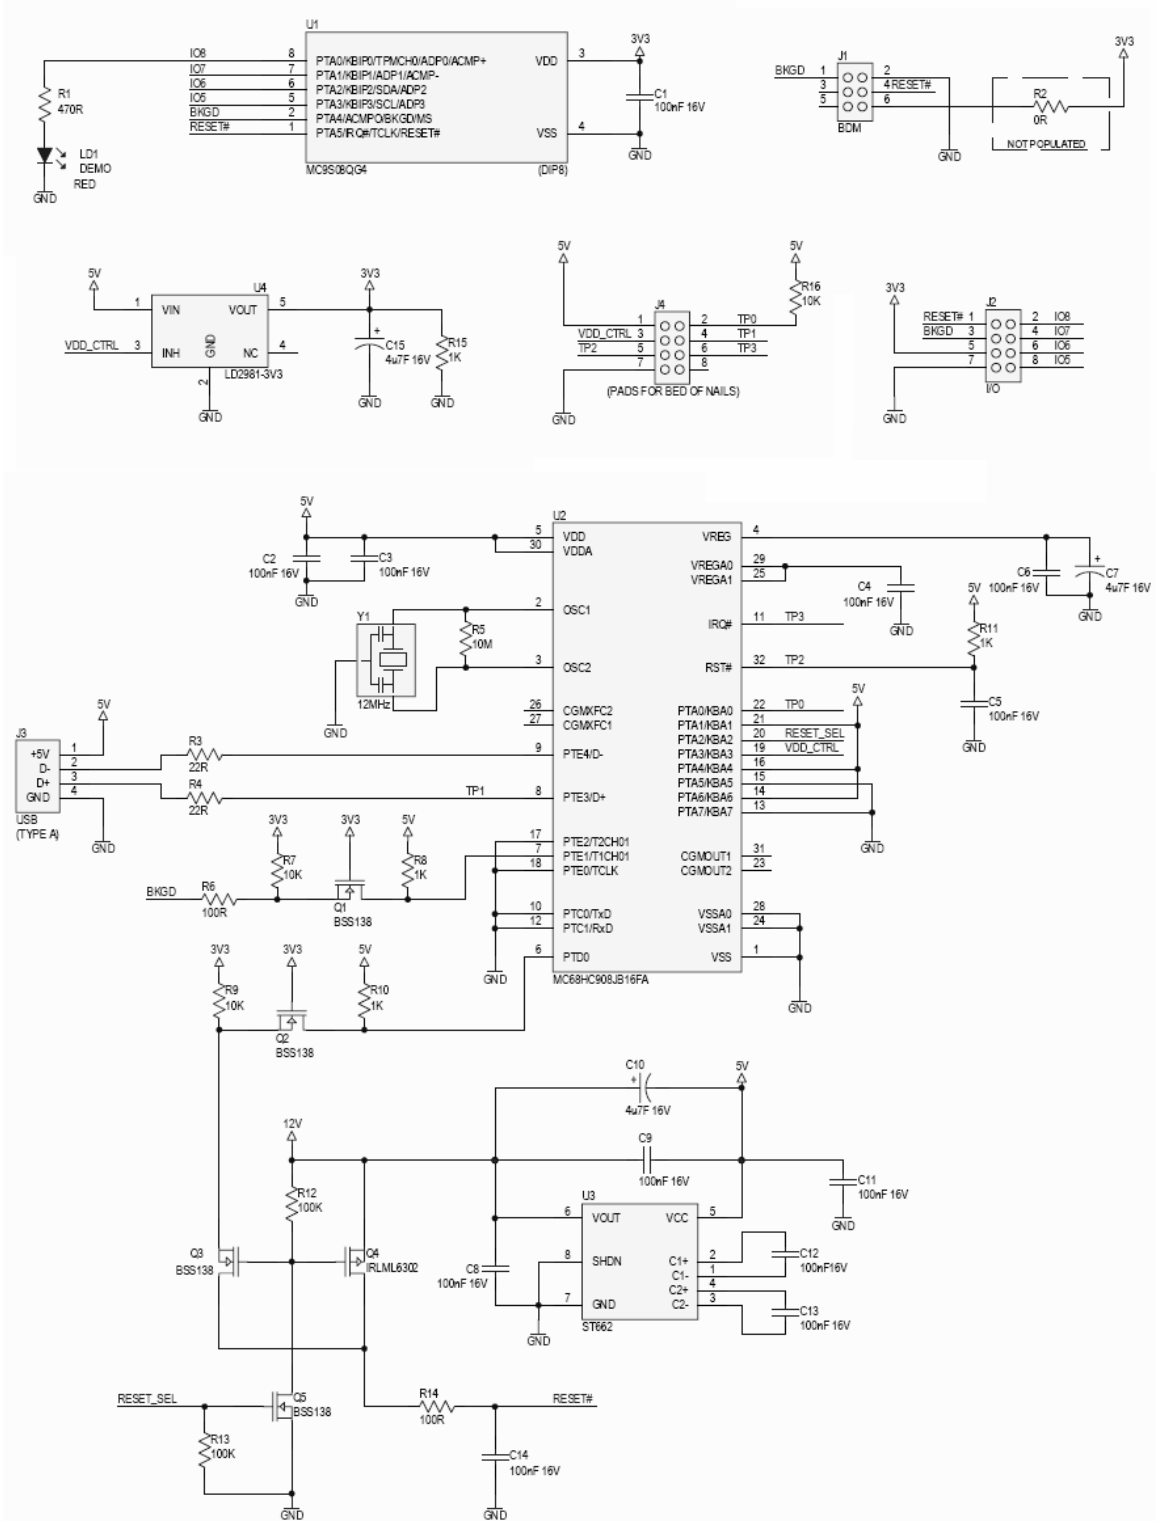 U1
IO8 8 PTA0/KBIP0/TPMCH0/ADP0/ACMP+ VDD 3 3V3
IO7 7 PTA1/KBIP1/ADP1/ACMP-
IO6 6 PTA2/KBIP2/SDA/ADP2
IO5 5 PTA3/KBIP3/SCL/ADP3
BKGD 2 PTA4/ACMPO/BKGD/MS
RESET# 1 PTA5/IRQ#/TCLK/RESET# VSS 4
MC9S08QG4 (DIP8)
R1
470R
LD1
DEMO
RED
GND
C1
100nF 16V
GND
J1
BKGD 1 2
3 4 RESET#
5 6
BDM
GND
R2
0R
NOT POPULATED
3V3
5V
U4
1 VIN VOUT 5
VDD_CTRL 3 INH GND NC 4
2
LD2981-3V3
GND
3V3
C15
4u7F 16V
GND
R15
1K
GND
5V
5V
R16
10K
J4
1 2 TP0
VDD_CTRL 3 4 TP1
TP2 5 6 TP3
7 8
(PADS FOR BED OF NAILS)
GND
3V3
J2
RESET# 1 2 IO8
BKGD 3 4 IO7
5 6 IO6
7 8 IO5
I/O
GND
5V
C2
100nF 16V
C3
100nF 16V
GND
U2
5 VDD VREG 4
30 VDDA
VREGA0 29
VREGA1 25
2 OSC1
IRQ# 11 TP3
3 OSC2 RST# 32 TP2
26 CGMXFC2 PTA0/KBA0 22 TP0
27 CGMXFC1 PTA1/KBA1 21
PTA2/KBA2 20 RESET_SEL
9 PTE4/D- PTA3/KBA3 19 VDD_CTRL
PTA4/KBA4 16
PTA5/KBA5 15
8 PTE3/D+ PTA6/KBA6 14
PTA7/KBA7 13
17 PTE2/T2CH01
7 PTE1/T1CH01 CGMOUT1 31
18 PTE0/TCLK CGMOUT2 23
10 PTC0/TxD VSSA0 28
12 PTC1/RxD VSSA1 24
6 PTD0 VSS 1
MC68HC908JB16FA
C4
100nF 16V
GND
C6
100nF 16V
C7
4u7F 16V
GND
5V
R11
1K
C5
100nF 16V
GND
5V
GND
GND
Y1
12MHz
R5
10M
GND
5V
J3
+5V 1
D- 2
D+ 3
GND 4
USB
(TYPE A)
GND
R3
22R
R4
22R
TP1
3V3
R7
10K
3V3
5V
R8
1K
BKGD
R6
100R
Q1
BSS138
GND
3V3
R9
10K
3V3
5V
R10
1K
Q2
BSS138
12V
R12
100K
C10
4u7F 16V
5V
C9
100nF 16V
C11
100nF 16V
GND
U3
6 VOUT VCC 5
8 SHDN C1+ 2
C1- 1
C2+ 4
7 GND C2- 3
ST662
C8
100nF 16V
GND
C12
100nF16V
C13
100nF 16V
Q3
BSS138
Q4
IRLML6302
RESET_SEL
Q5
BSS138
R13
100K
GND
R14
100R
RESET#
C14
100nF 16V
GND